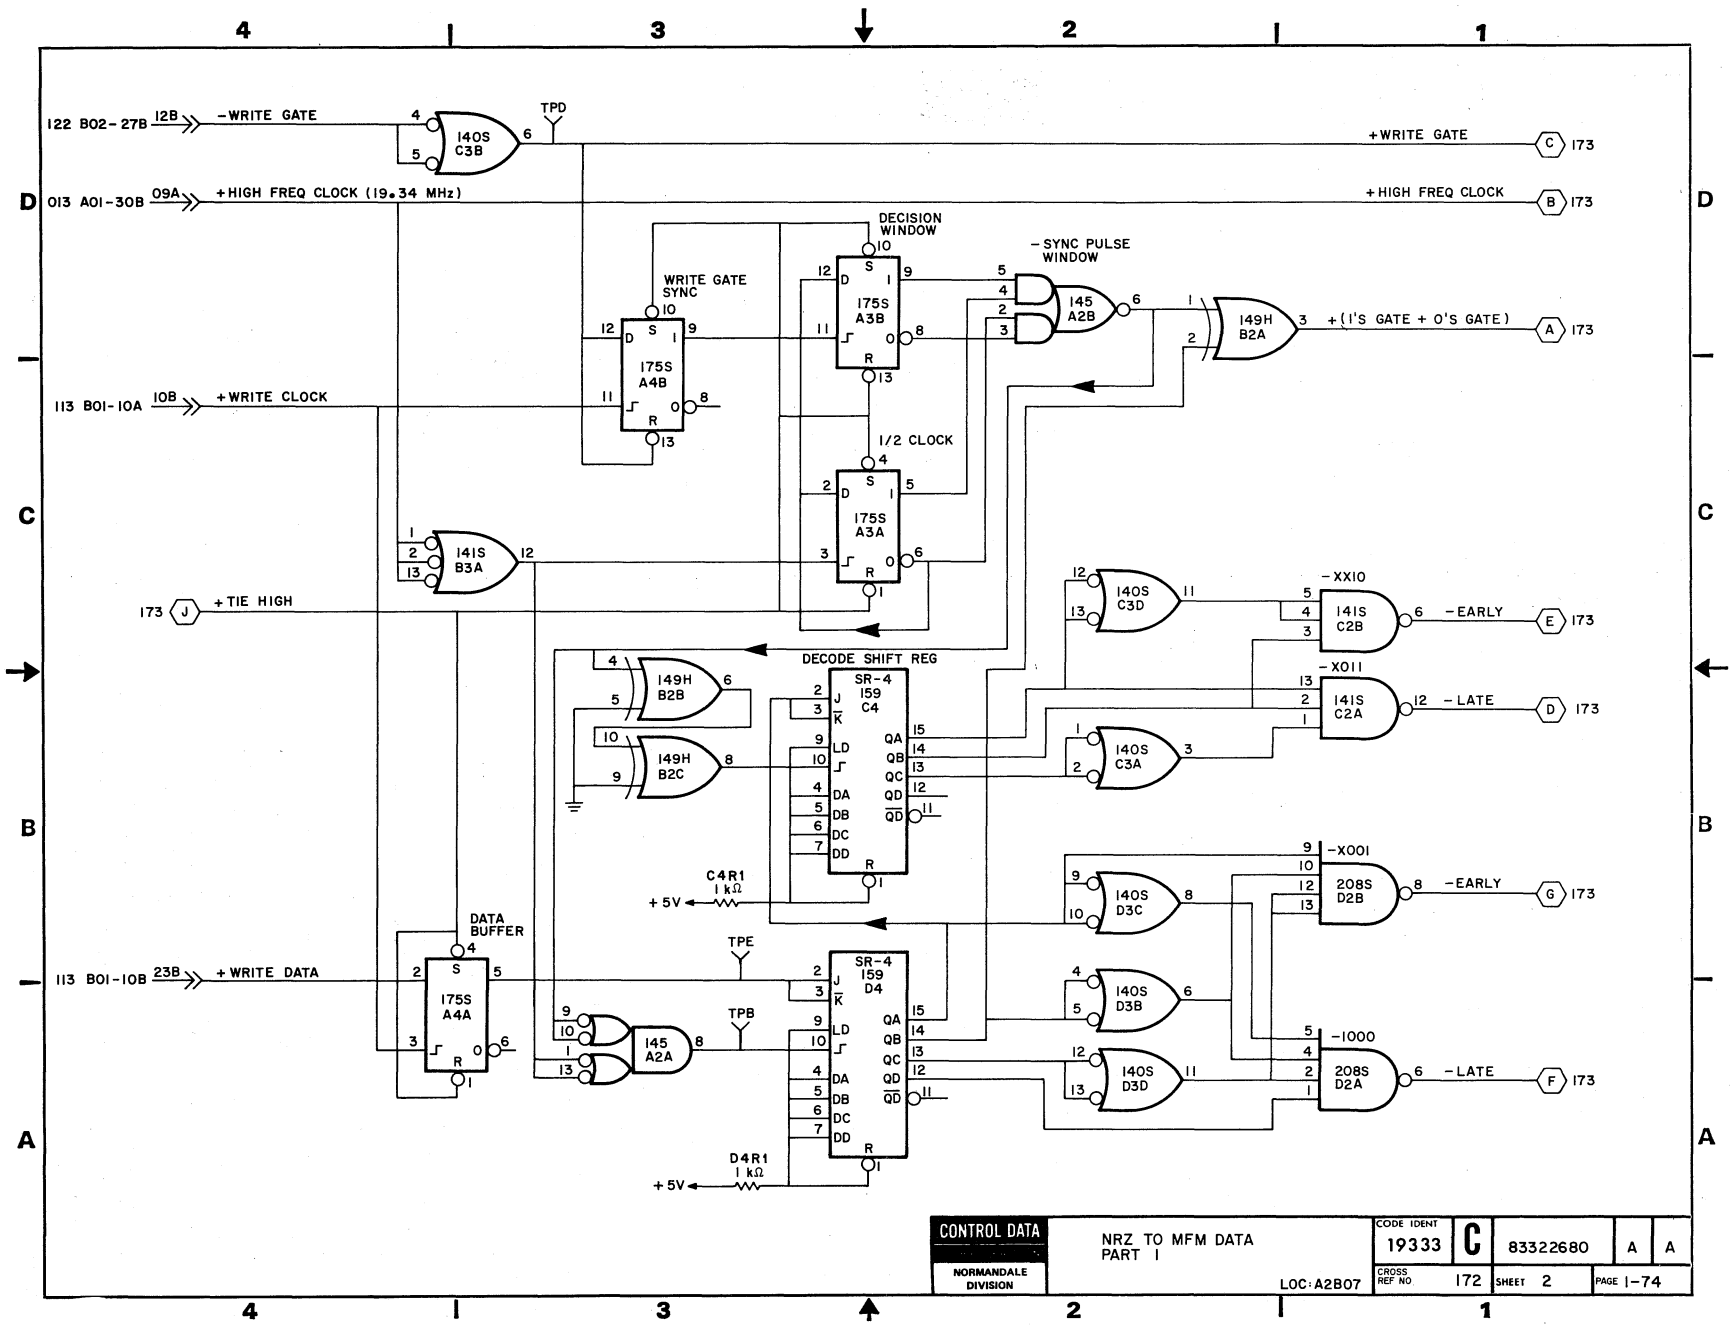 4 3 2 1
122 B02-27B 12B -WRITE GATE
4
5
140S
C3B
6
TPD
+WRITE GATE
C 173
D
013 A01-30B 09A +HIGH FREQ CLOCK (19.34 MHz)
+HIGH FREQ CLOCK
B 173
D
DECISION
WINDOW
10
12 D S 1 9
175S
A3B
11 0 8
R
13
WRITE GATE
SYNC
10
12 D S 1 9
175S
A4B
11 0 8
R
13
-SYNC PULSE
WINDOW
5
4
2
3
145
A2B
6
1
2
149H
B2A
3
+(1'S GATE + 0'S GATE)
A 173
113 B01-10A 10B +WRITE CLOCK
1/2 CLOCK
4
S
2 D 1 5
175S
A3A
3 0 6
R
1
C
C
1
2
13
141S
B3A
12
173 J +TIE HIGH
12
13
140S
C3D
11
-XX10
5
4
3
141S
C2B
6
-EARLY
E 173
-X011
13
2
1
141S
C2A
12
-LATE
D 173
1
2
140S
C3A
3
4
5
149H
B2B
6
10
9
149H
B2C
8
DECODE SHIFT REG
SR-4
159
C4
2 J
3 K
9 LD
10
4 DA
5 DB
6 DC
7 DD
QA 15
QB 14
QC 13
QD 12
QD 11
R
1
C4R1
1 kΩ
+5V
B
B
9
10
140S
D3C
8
-X001
9
10
12
13
208S
D2B
8
-EARLY
G 173
DATA
BUFFER
4
113 B01-10B 23B +WRITE DATA
2 S 5
175S
A4A
3 0 6
R
1
TPE
TPB
9
10
1
13
145
A2A
8
SR-4
159
D4
2 J
3 K
9 LD
10
4 DA
5 DB
6 DC
7 DD
QA 15
QB 14
QC 13
QD 12
QD 11
R
1
D4R1
1 kΩ
+5V
4
5
140S
D3B
6
12
13
140S
D3D
11
-1000
5
4
2
1
208S
D2A
6
-LATE
F 173
A
A
CONTROL DATA
NORMANDALE
DIVISION
NRZ TO MFM DATA
PART 1
LOC:A2B07
CODE IDENT
19333
C
83322680
A
A
CROSS
REF NO
172
SHEET 2
PAGE 1-74
4 3 2 1